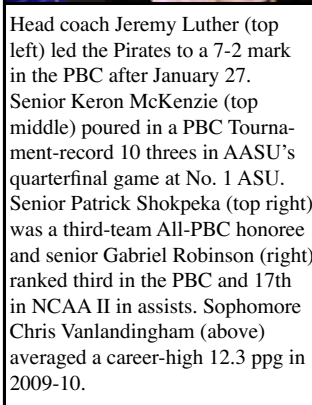 Head coach Jeremy Luther (top
left) led the Pirates to a 7-2 mark
in the PBC after January 27.
Senior Keron McKenzie (top
middle) poured in a PBC Tourna-
ment-record 10 threes in AASU's
quarterfinal game at No. 1 ASU.
Senior Patrick Shokpeka (top right)
was a third-team All-PBC honoree
and senior Gabriel Robinson (right)
ranked third in the PBC and 17th
in NCAA II in assists. Sophomore
Chris Vanlandingham (above)
averaged a career-high 12.3 ppg in
2009-10.